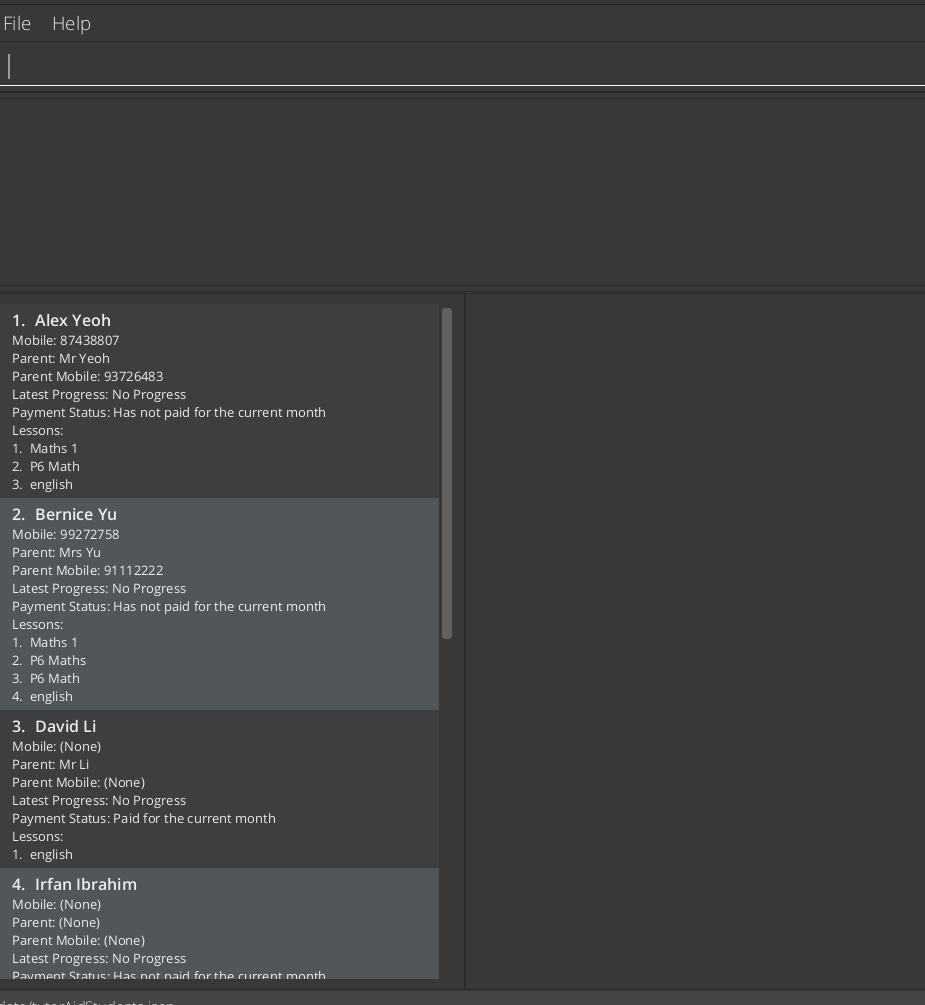 File Help
1. Alex Yeoh
Mobile: 87438807
Parent: Mr Yeoh
Parent Mobile: 93726483
Latest Progress: No Progress
Payment Status: Has not paid for the current month
Lessons:
1. Maths 1
2. P6 Math
3. english
2. Bernice Yu
Mobile: 99272758
Parent: Mrs Yu
Parent Mobile: 91112222
Latest Progress: No Progress
Payment Status: Has not paid for the current month
Lessons:
1. Maths 1
2. P6 Maths
3. P6 Math
4. english
3. David Li
Mobile: (None)
Parent: Mr Li
Parent Mobile: (None)
Latest Progress: No Progress
Payment Status: Paid for the current month
Lessons:
1. english
4. Irfan Ibrahim
Mobile: (None)
Parent: (None)
Parent Mobile: (None)
Latest Progress: No Progress
Payment Status: Has not paid for the current month